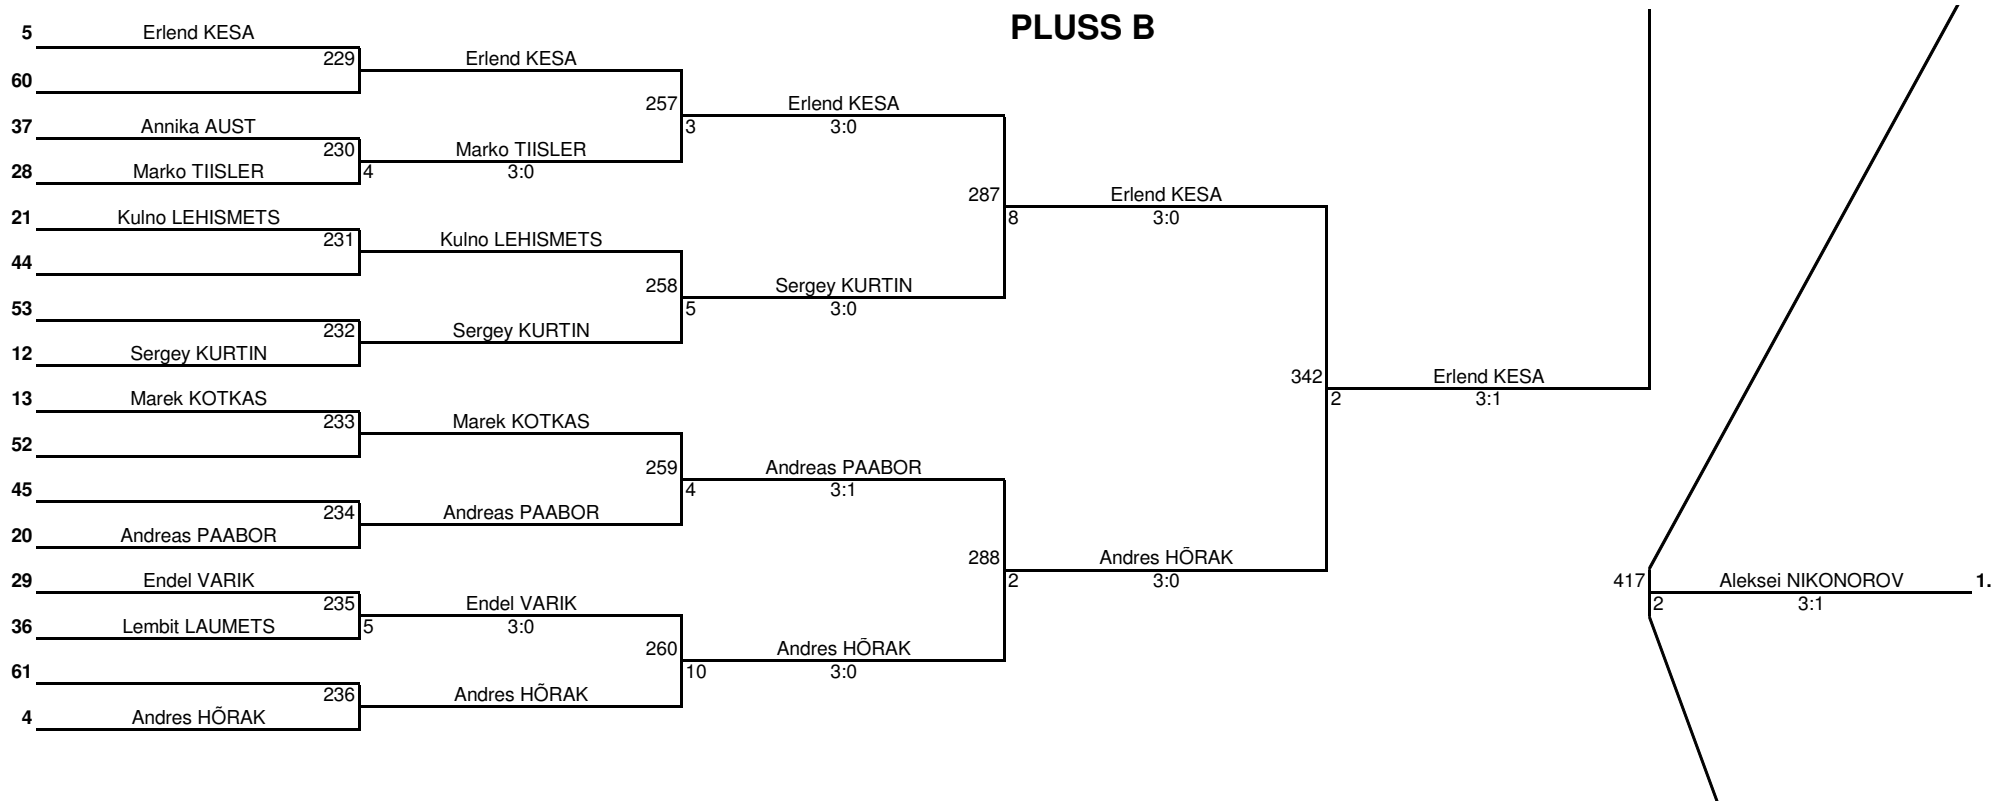 PLUSS B
5 Erlend KESA
229 Erlend KESA
60
257 Erlend KESA
3 3:0
37 Annika AUST
230 Marko TIISLER
4 3:0
28 Marko TIISLER
287 Erlend KESA
8 3:0
21 Kulno LEHISMETS
231 Kulno LEHISMETS
44
258 Sergey KURTIN
5 3:0
53
232 Sergey KURTIN
12 Sergey KURTIN
342 Erlend KESA
2 3:1
13 Marek KOTKAS
233 Marek KOTKAS
52
259 Andreas PAABOR
4 3:1
45
234 Andreas PAABOR
20 Andreas PAABOR
288 Andres HÕRAK
2 3:0
29 Endel VARIK
235 Endel VARIK
5 3:0
36 Lembit LAUMETS
260 Andres HÕRAK
10 3:0
61
236 Andres HÕRAK
4 Andres HÕRAK
417 Aleksei NIKONOROV 1.
2 3:1